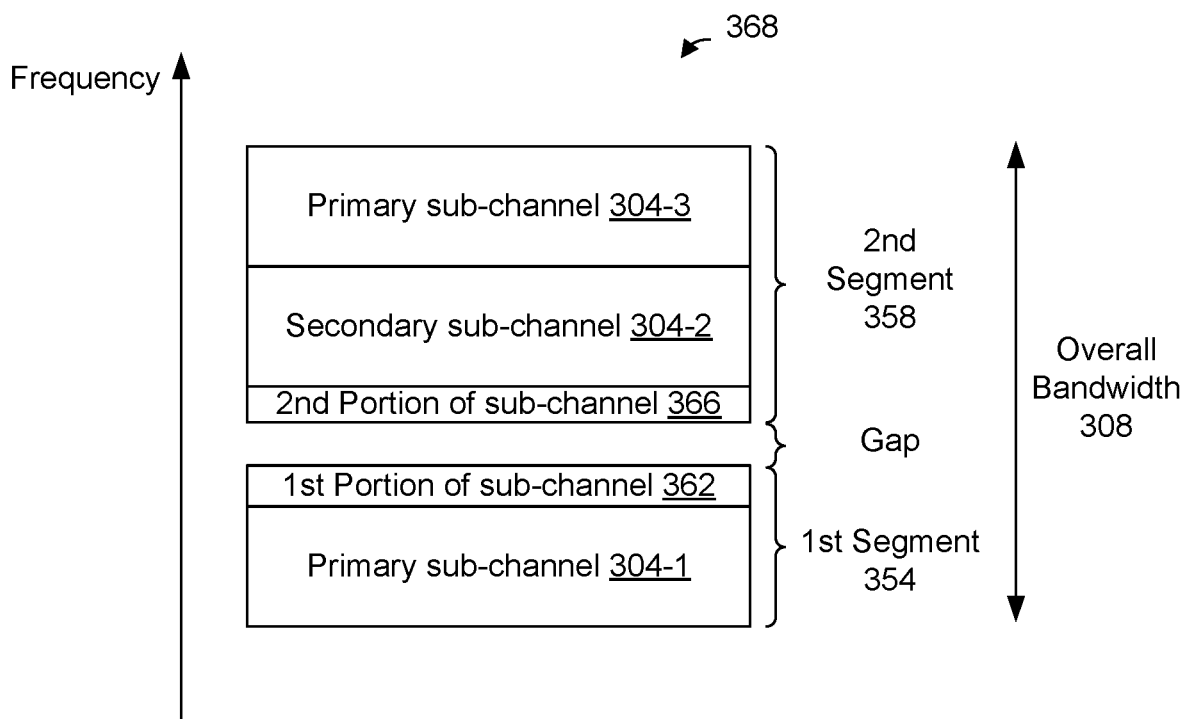 368
Frequency
Primary sub-channel 304-3
2nd
Segment
358
Secondary sub-channel 304-2
Overall
Bandwidth
308
2nd Portion of sub-channel 366
Gap
1st Portion of sub-channel 362
1st Segment
354
Primary sub-channel 304-1